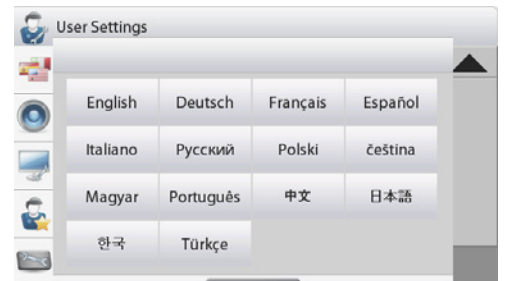 User Settings
English Deutsch Français Español
Italiano Русский Polski čeština
Magyar Português 中文 日本語
한국 Türkçe